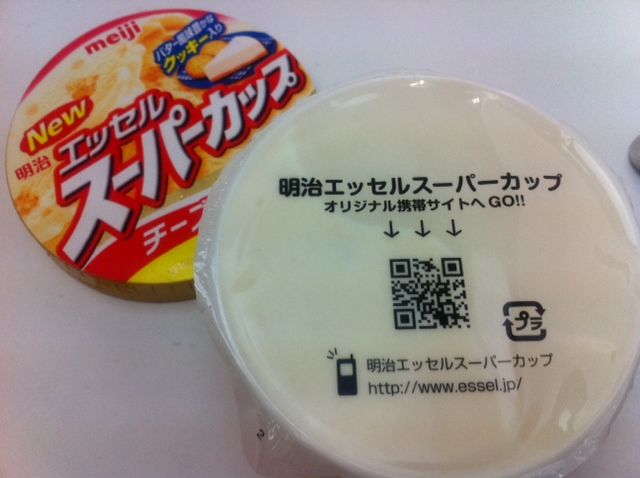 meiji
バター風味豊かな
クッキー入り
New
明治
エッセル
スーパーカップ
チーズ
明治エッセルスーパーカップ
オリジナル携帯サイトへGO!!
↓ ↓ ↓
プラ
明治エッセルスーパーカップ
http://www.essel.jp/
2